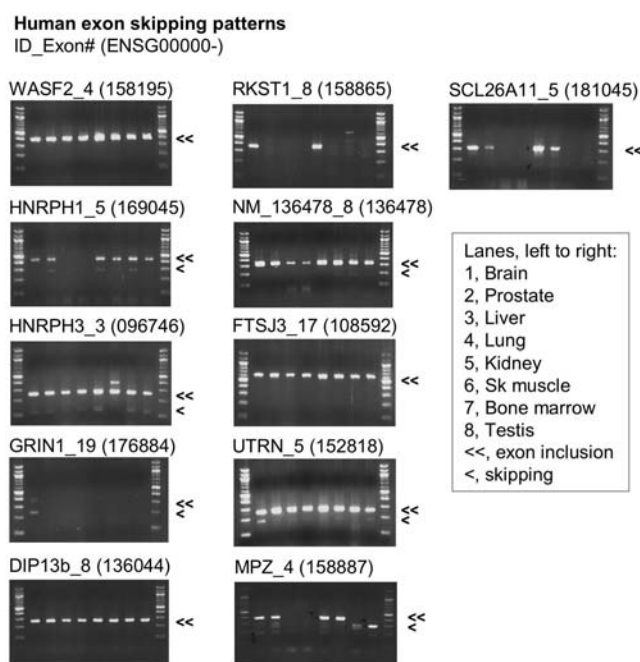 Human exon skipping patterns
ID_Exon# (ENSG00000-)
WASF2_4 (158195)
<<
RKST1_8 (158865)
<<
SCL26A11_5 (181045)
<<
HNRPH1_5 (169045)
<<
<
NM_136478_8 (136478)
<<
<
HNRPH3_3 (096746)
<<
<
FTSJ3_17 (108592)
<<
GRIN1_19 (176884)
<<
<
UTRN_5 (152818)
<<
<
DIP13b_8 (136044)
<<
MPZ_4 (158887)
<<
<
Lanes, left to right:
1, Brain
2, Prostate
3, Liver
4, Lung
5, Kidney
6, Sk muscle
7, Bone marrow
8, Testis
<<, exon inclusion
<, skipping